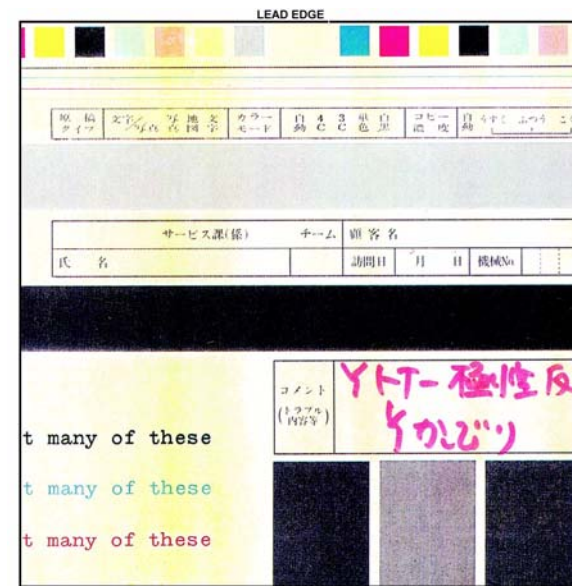 LEAD EDGE
原稿タイプ 文字/写真 写真 地図 文字 カラーモード 自動 4C 3C 単色 白黒 コピー濃度 自動 うすく ふつう こ
サービス課(係) チーム 顧客名
氏 名 訪問日 月 日 機械No.
コメント(トラブル内容等)
Yトナー 極性反
Yかぶり
t many of these
t many of these
t many of these